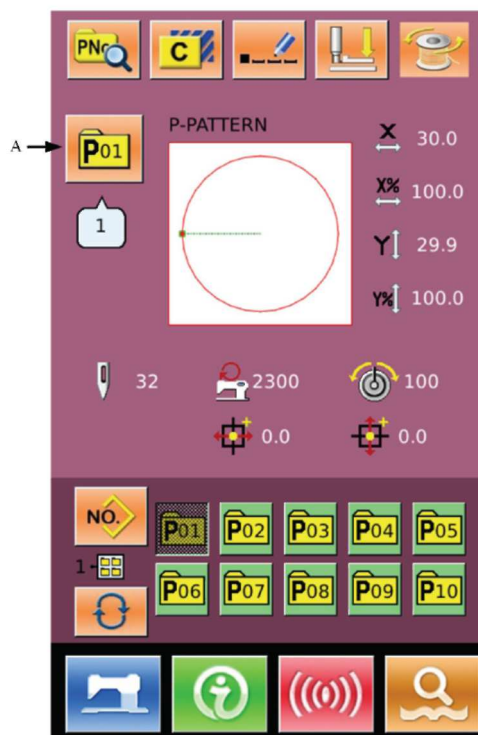 PNo
C
A
P01
P-PATTERN
X 30.0
X% 100.0
1
Y 29.9
Y% 100.0
32
2300
100
0.0
0.0
NO.
P01 P02 P03 P04 P05
1-
P06 P07 P08 P09 P10